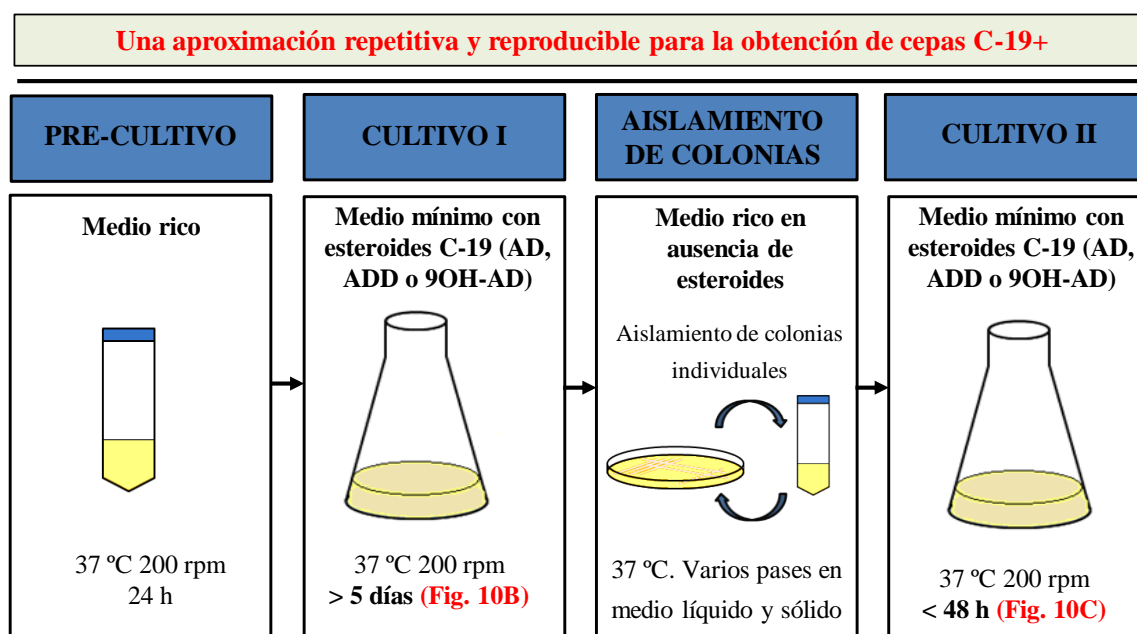 Una aproximación repetitiva y reproducible para la obtención de cepas C-19+
PRE-CULTIVO
Medio rico
37 ºC 200 rpm
24 h
CULTIVO I
Medio mínimo con
esteroides C-19 (AD,
ADD o 9OH-AD)
37 ºC 200 rpm
> 5 días (Fig. 10B)
AISLAMIENTO
DE COLONIAS
Medio rico en
ausencia de
esteroides
Aislamiento de colonias
individuales
37 ºC. Varios pases en
medio líquido y sólido
CULTIVO II
Medio mínimo con
esteroides C-19 (AD,
ADD o 9OH-AD)
37 ºC 200 rpm
< 48 h (Fig. 10C)